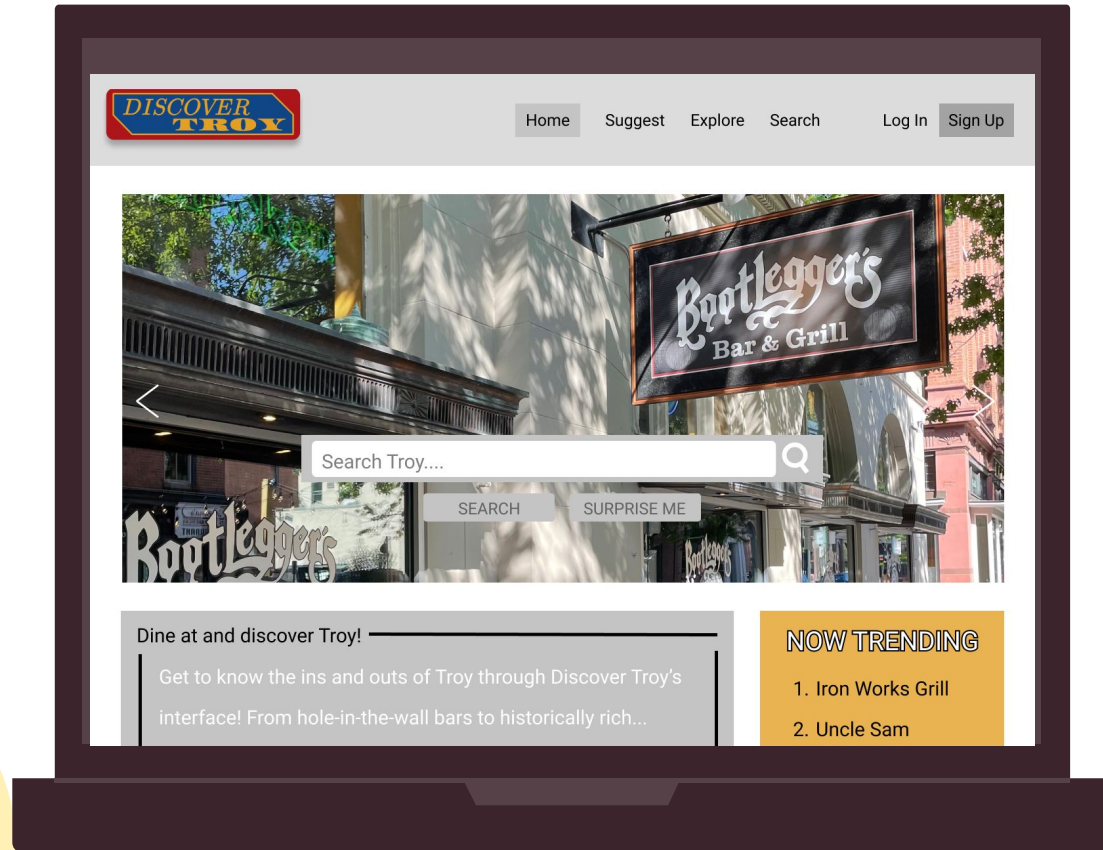 DISCOVER
TROY
Home Suggest Explore Search Log In Sign Up
Bootlegger's
Bar & Grill
Search Troy....
SEARCH SURPRISE ME
Bootlegger's
Bootlegger's
Dine at and discover Troy!
Get to know the ins and outs of Troy through Discover Troy's
interface! From hole-in-the-wall bars to historically rich...
NOW TRENDING
1. Iron Works Grill
2. Uncle Sam